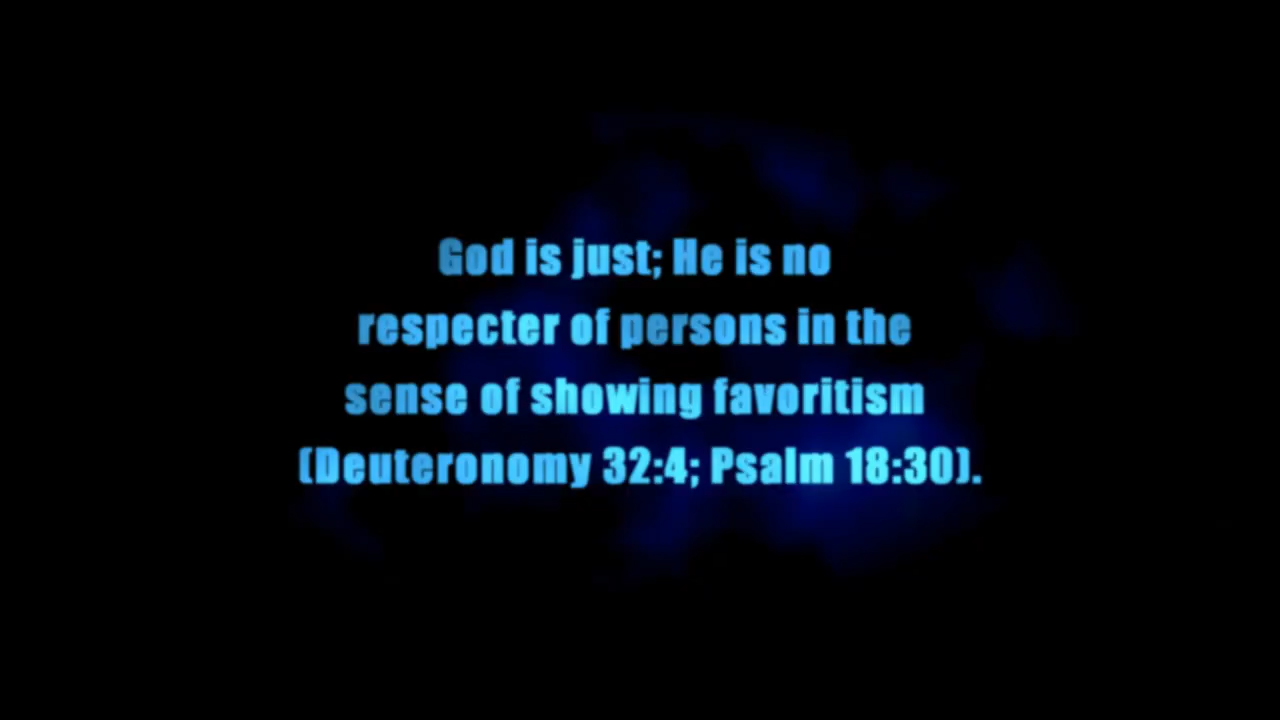 God is just; He is no
respecter of persons in the
sense of showing favoritism
(Deuteronomy 32:4; Psalm 18:30).